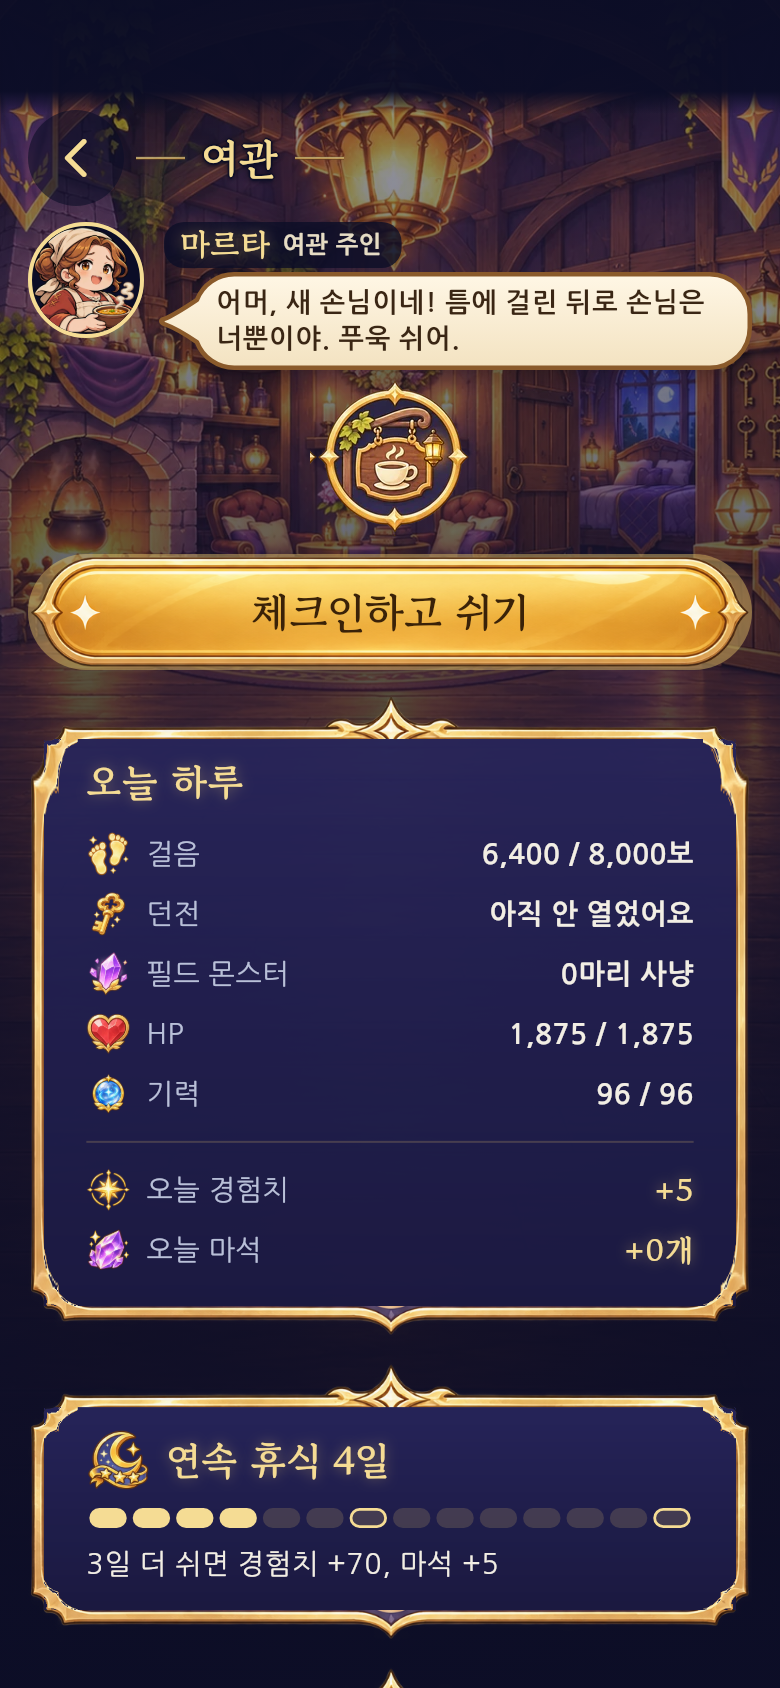 여관
마르타 여관 주인
어머, 새 손님이네! 틈에 걸린 뒤로 손님은
너뿐이야. 푸욱 쉬어.
체크인하고 쉬기
오늘 하루
걸음 6,400 / 8,000보
던전 아직 안 열었어요
필드 몬스터 0마리 사냥
HP 1,875 / 1,875
기력 96 / 96
오늘 경험치 +5
오늘 마석 +0개
연속 휴식 4일
3일 더 쉬면 경험치 +70, 마석 +5